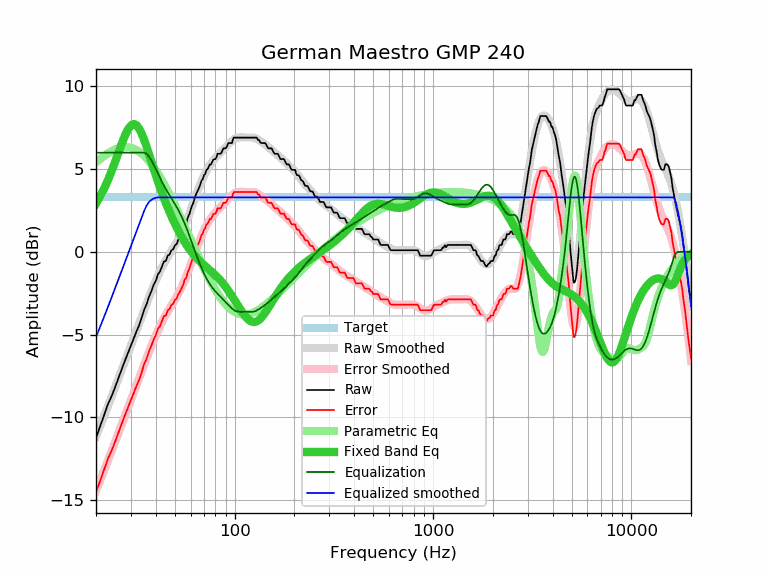 German Maestro GMP 240
Amplitude (dBr)
10
5
0
−5
−10
−15
Target
Raw Smoothed
Error Smoothed
Raw
Error
Parametric Eq
Fixed Band Eq
Equalization
Equalized smoothed
100
1000
10000
Frequency (Hz)